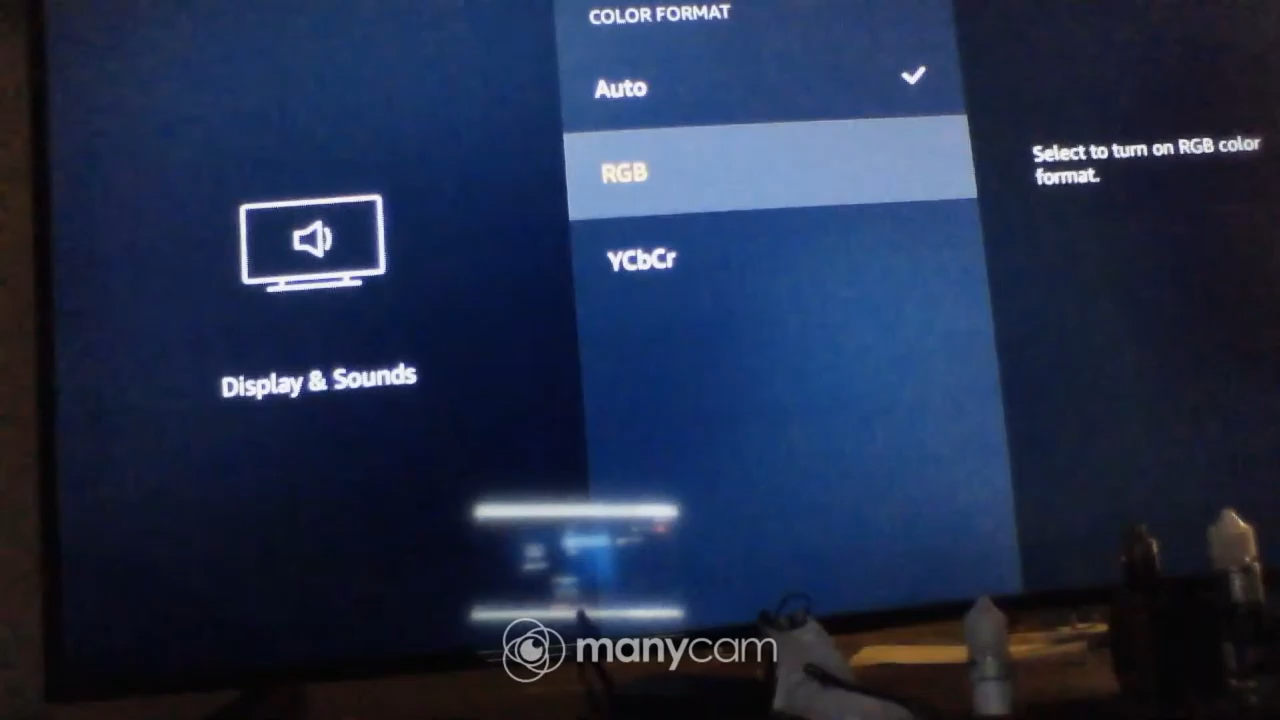 COLOR FORMAT
Auto
RGB
Select to turn on RGB color
format.
YCbCr
Display & Sounds
manycam